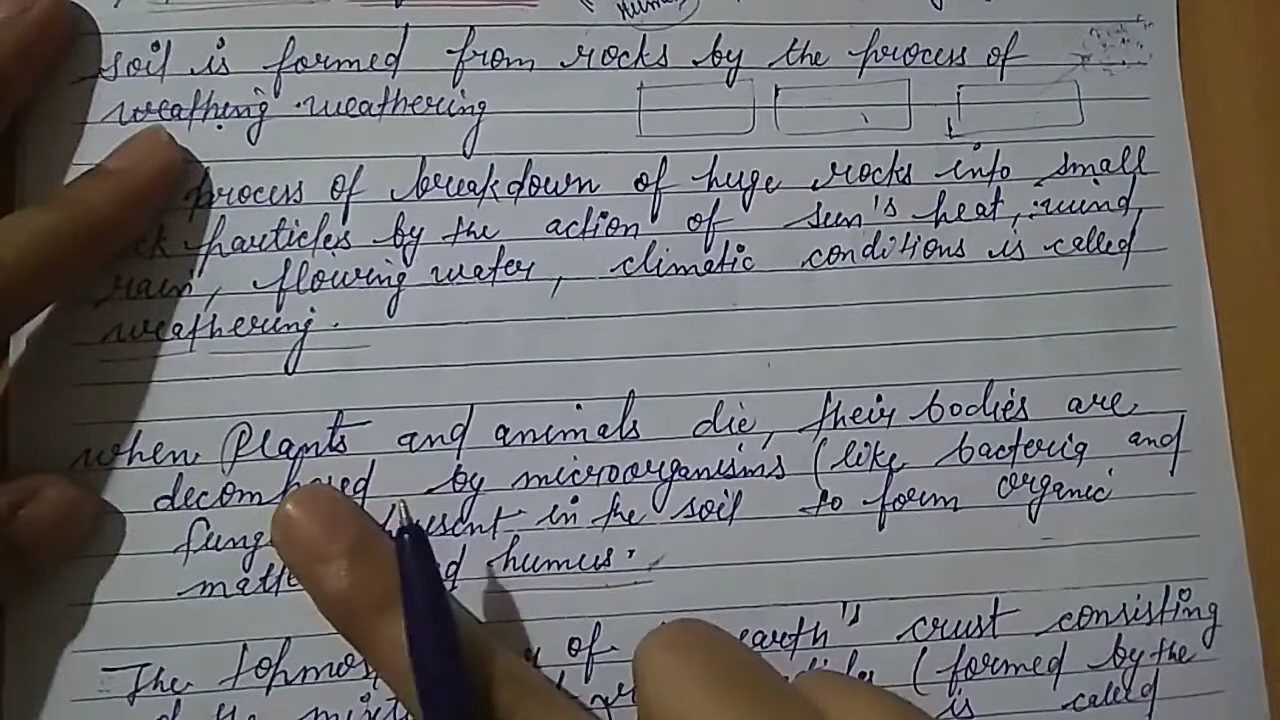 Humus
soil is formed from rocks by the process of
weathing weathering
process of breakdown of huge rocks into small
particles by the action of sun's heat, wind,
rain, flowing water, climatic conditions is called
weathering.
when Plants and animals die, their bodies are
decomposed by microorganisms (like bacteria and
present in the soil to form organic
humus.
The topmost of earth's crust consisting
(formed by the
is called